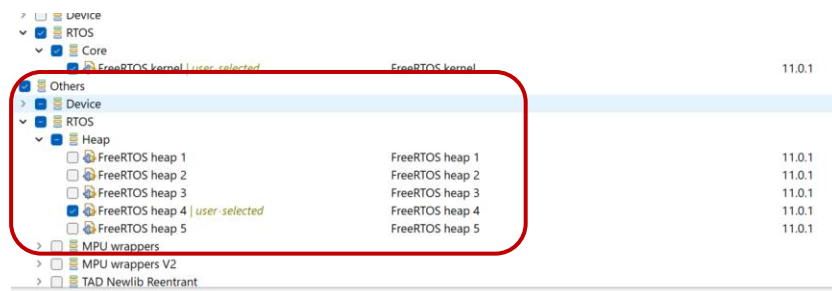 Device
RTOS
Core
FreeRTOS kernel | user-selected FreeRTOS kernel 11.0.1
Others
Device
RTOS
Heap
FreeRTOS heap 1 FreeRTOS heap 1 11.0.1
FreeRTOS heap 2 FreeRTOS heap 2 11.0.1
FreeRTOS heap 3 FreeRTOS heap 3 11.0.1
FreeRTOS heap 4 | user-selected FreeRTOS heap 4 11.0.1
FreeRTOS heap 5 FreeRTOS heap 5 11.0.1
MPU wrappers
MPU wrappers V2
TAD Newlib Reentrant